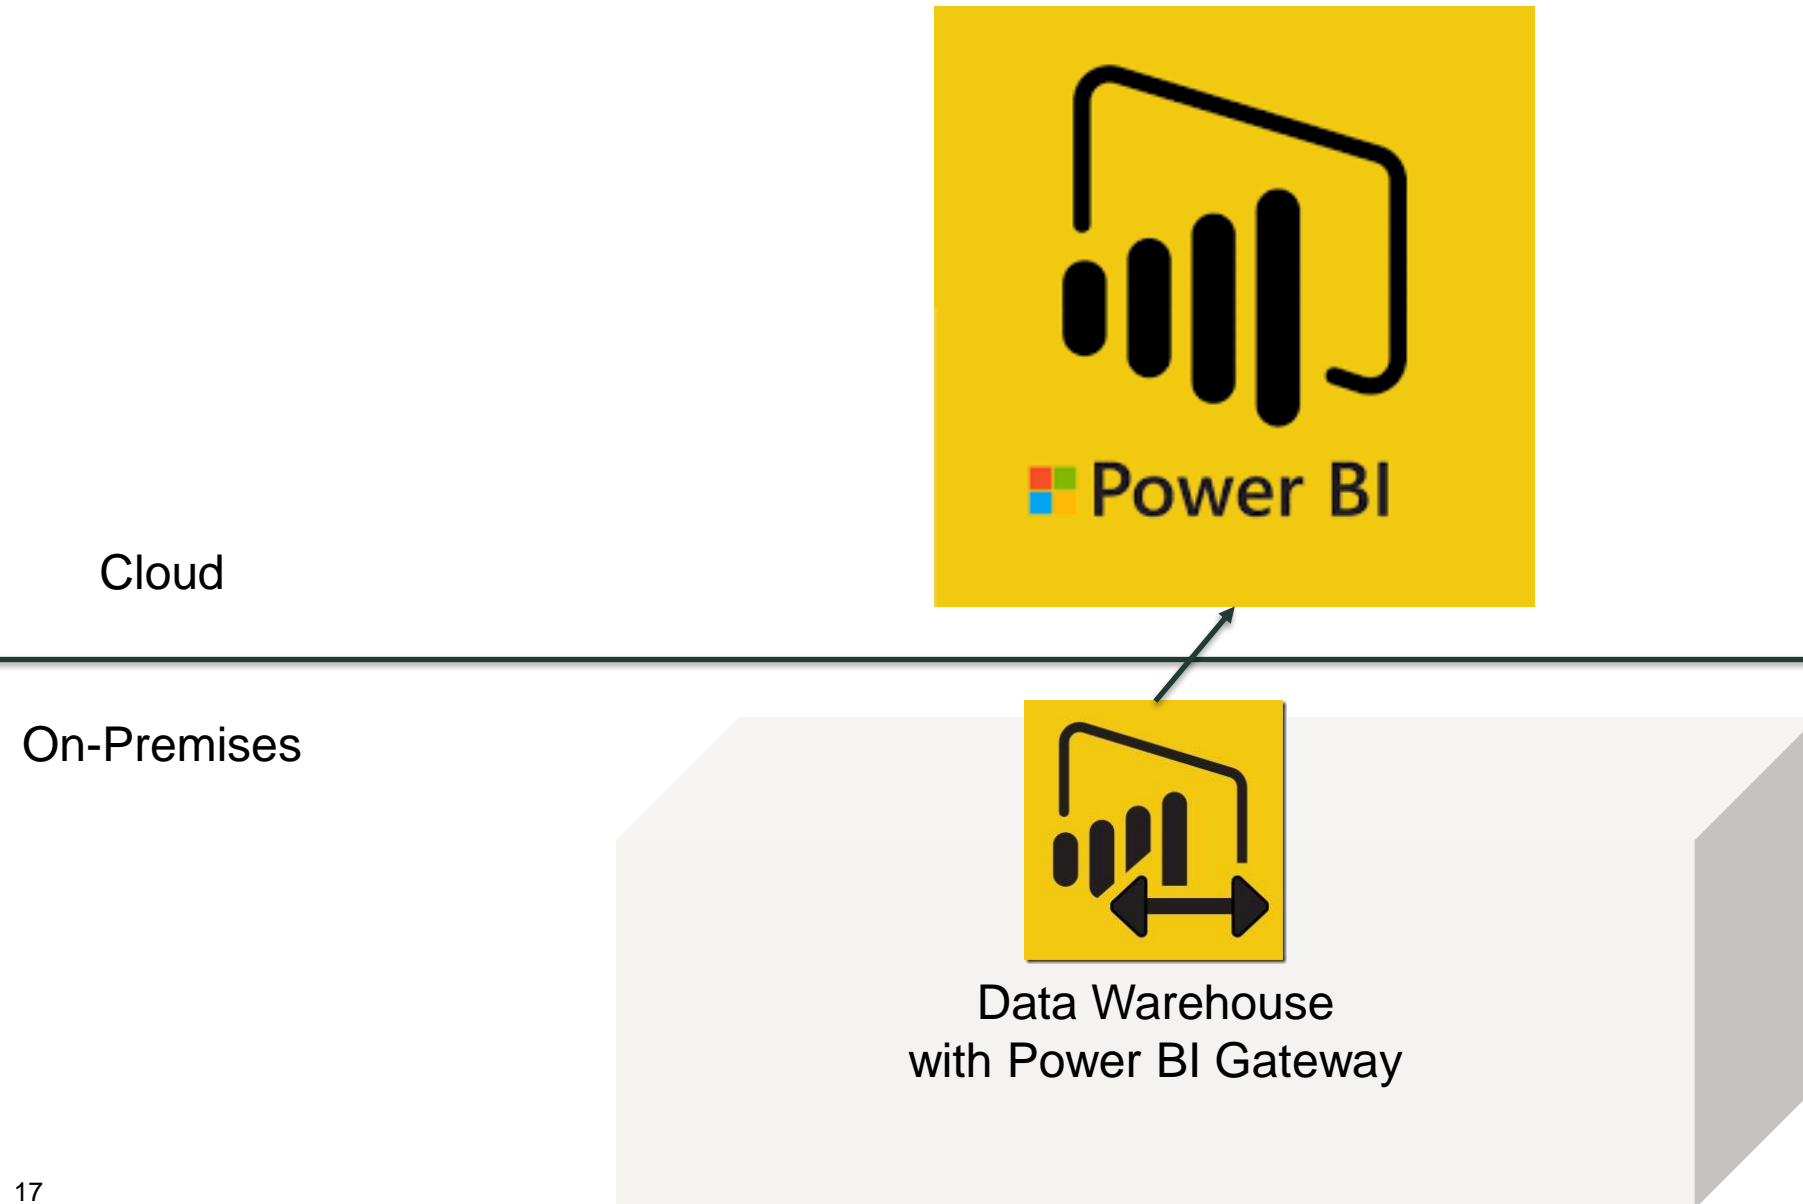 Power BI
Cloud
On-Premises
Data Warehouse
with Power BI Gateway
17